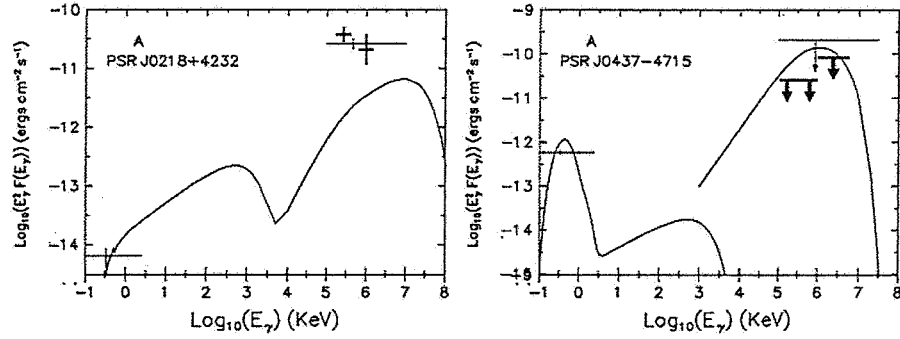 -10
A
PSR J0218+4232
-11
-12
-13
-14
Log₁₀(E²ᵧ F(Eᵧ)) (ergs cm⁻² s⁻¹)
-1 0 1 2 3 4 5 6 7 8
Log₁₀(Eᵧ) (KeV)
-9
A
PSR J0437-4715
-10
-11
-12
-13
-14
Log₁₀(E²ᵧ F(Eᵧ)) (ergs cm⁻² s⁻¹)
-1 0 1 2 3 4 5 6 7 8
Log₁₀(Eᵧ) (KeV)